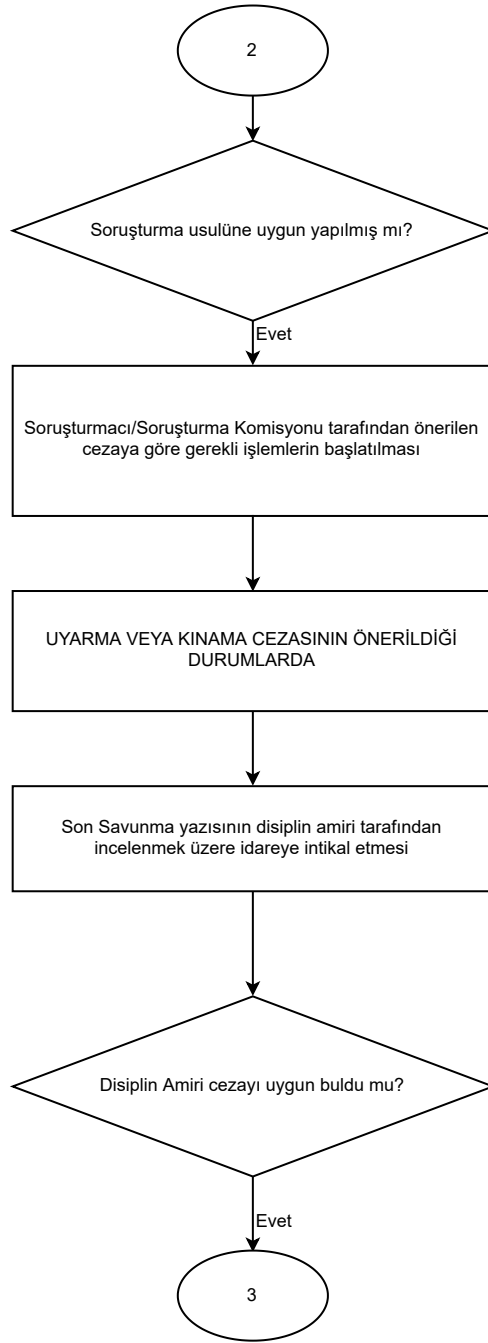 2
Soruşturma usulüne uygun yapılmış mı?
Evet
Soruşturmacı/Soruşturma Komisyonu tarafından önerilen
cezaya göre gerekli işlemlerin başlatılması
UYARMA VEYA KINAMA CEZASININ ÖNERİLDİĞİ
DURUMLARDA
Son Savunma yazısının disiplin amiri tarafından
incelenmek üzere idareye intikal etmesi
Disiplin Amiri cezayı uygun buldu mu?
Evet
3